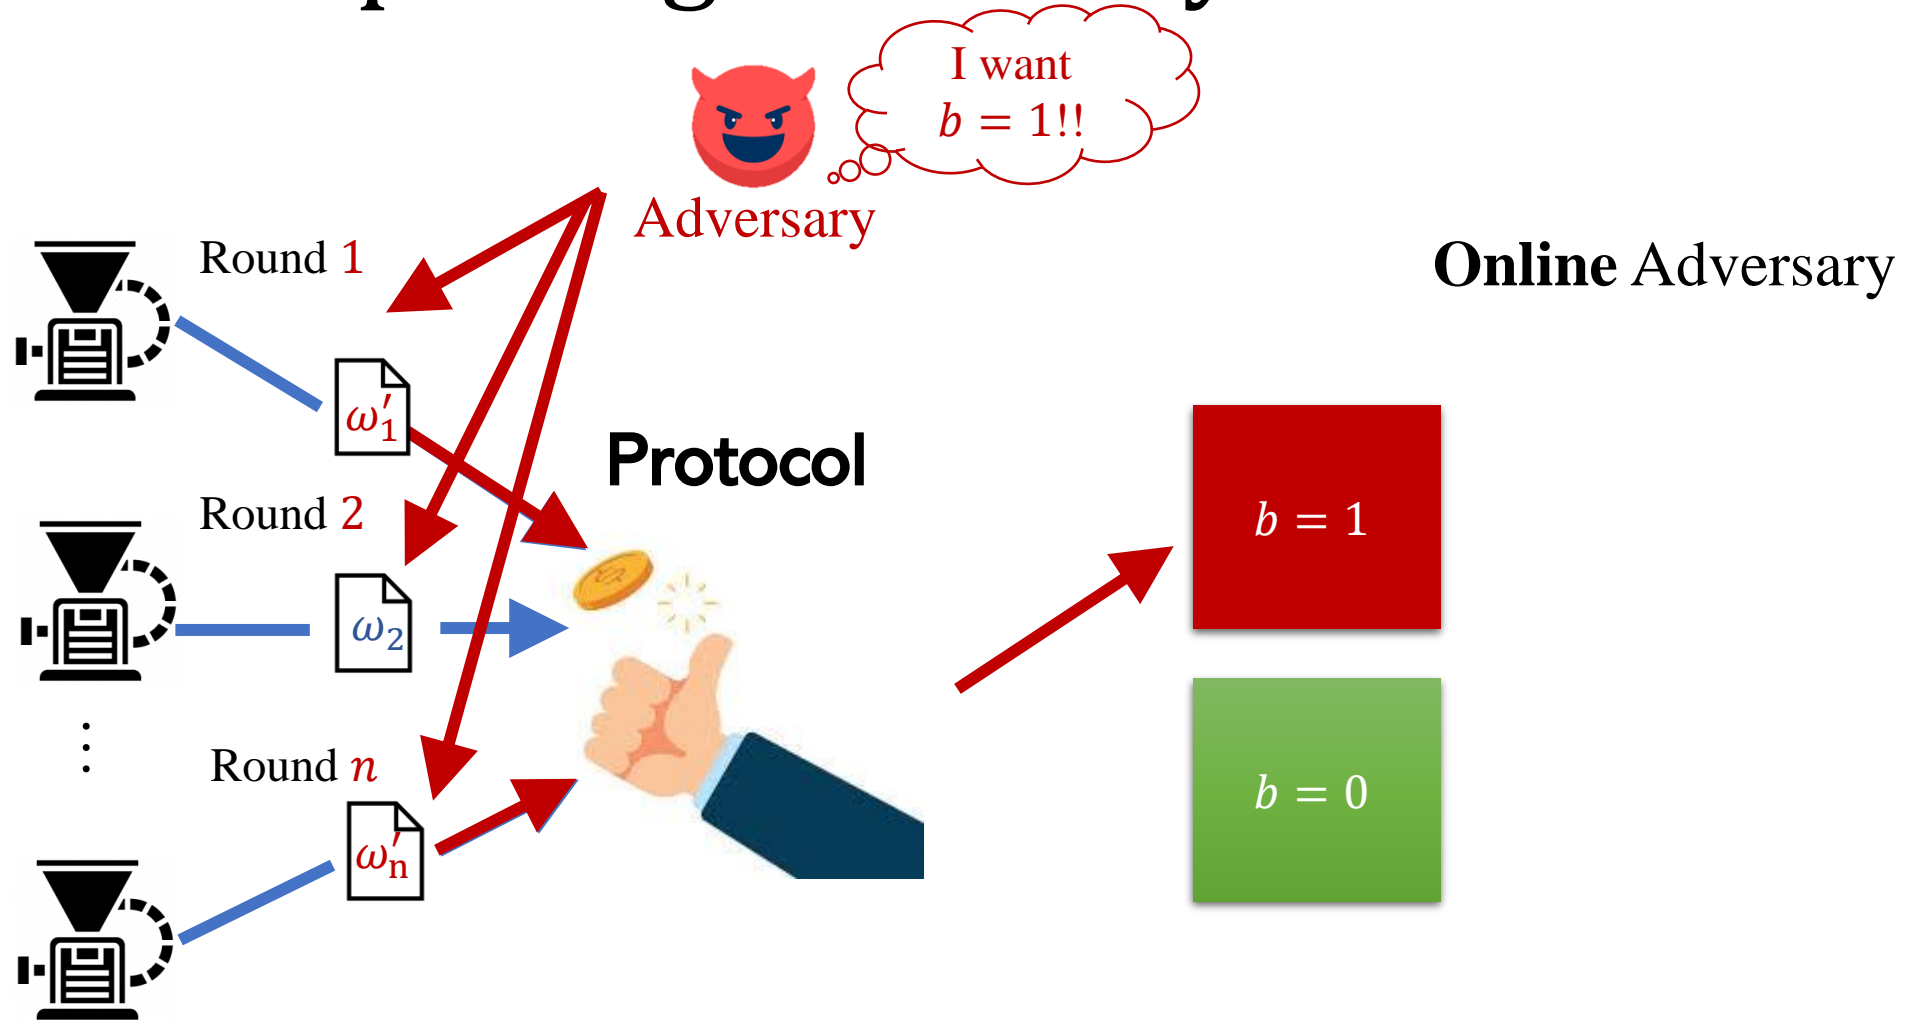 I want
b = 1!!
Adversary
Online Adversary
Round 1
ω′₁
Protocol
Round 2
ω₂
b = 1
⋮
Round n
ω′ₙ
b = 0